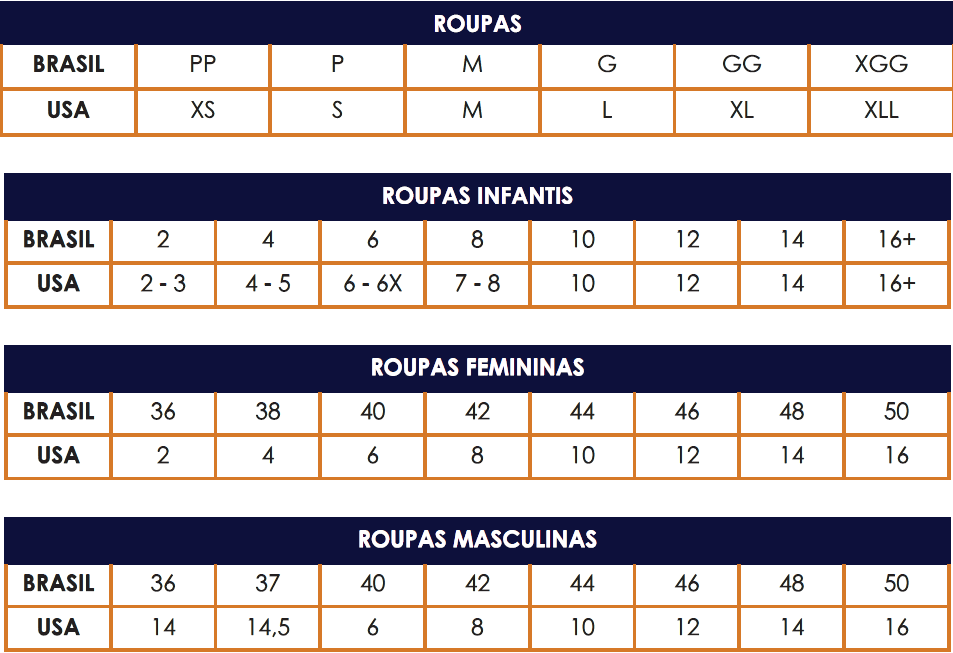 ROUPAS
BRASIL PP P M G GG XGG
USA XS S M L XL XLL
ROUPAS INFANTIS
BRASIL 2 4 6 8 10 12 14 16+
USA 2 - 3 4 - 5 6 - 6X 7 - 8 10 12 14 16+
ROUPAS FEMININAS
BRASIL 36 38 40 42 44 46 48 50
USA 2 4 6 8 10 12 14 16
ROUPAS MASCULINAS
BRASIL 36 37 40 42 44 46 48 50
USA 14 14,5 6 8 10 12 14 16